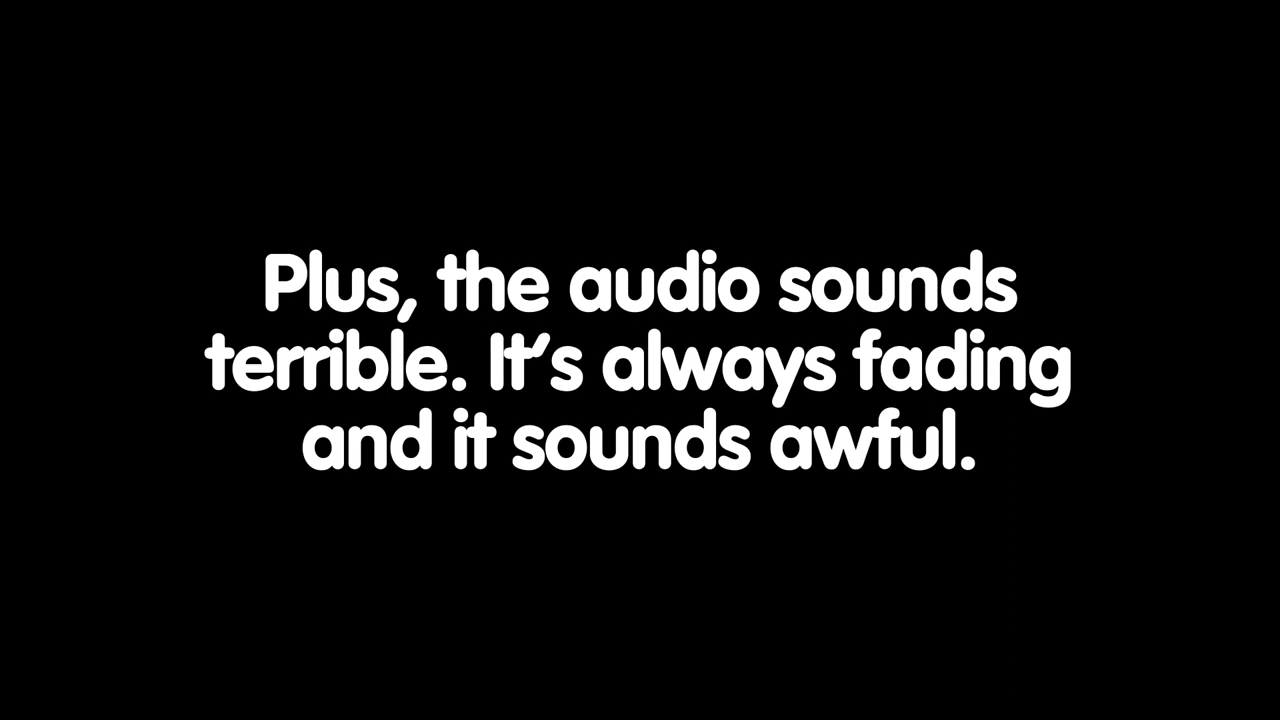 Plus, the audio sounds
terrible. It’s always fading
and it sounds awful.